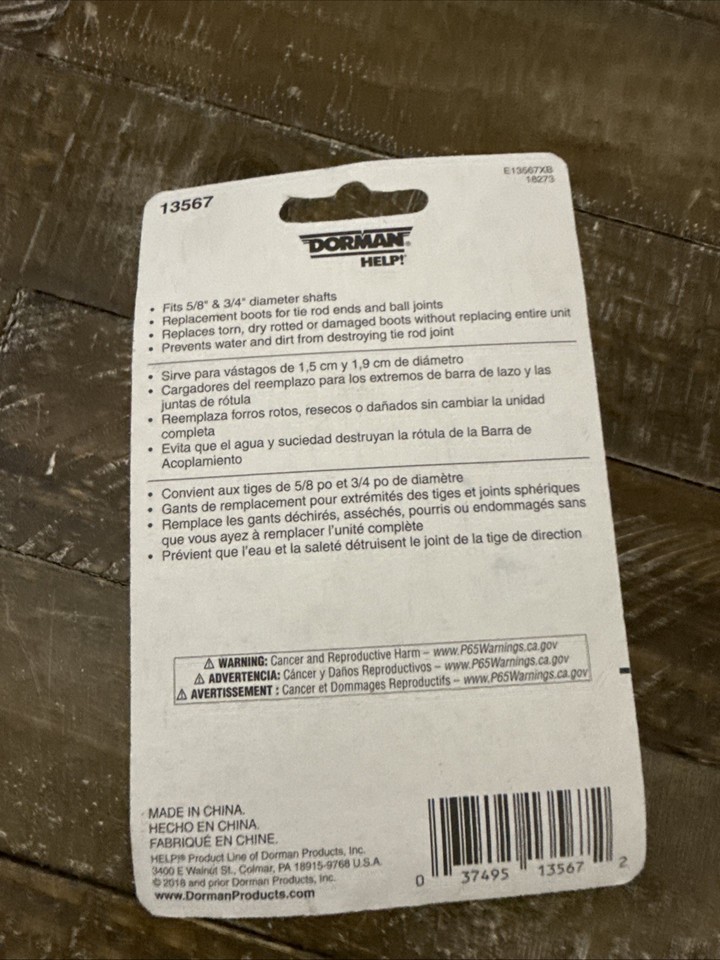 13567
E13567XB
18273
DORMAN®
HELP!®
• Fits 5/8" & 3/4" diameter shafts
• Replacement boots for tie rod ends and ball joints
• Replaces torn, dry rotted or damaged boots without replacing entire unit
• Prevents water and dirt from destroying tie rod joint
• Sirve para vástagos de 1,5 cm y 1,9 cm de diámetro
• Cargadores del reemplazo para los extremos de barra de lazo y las
juntas de rótula
• Reemplaza forros rotos, resecos o dañados sin cambiar la unidad
completa
• Evita que el agua y suciedad destruyan la rótula de la Barra de
Acoplamiento
• Convient aux tiges de 5/8 po et 3/4 po de diamètre
• Gants de remplacement pour extrémités des tiges et joints sphériques
• Remplace les gants déchirés, asséchés, pourris ou endommagés sans
que vous ayez à remplacer l'unité complète
• Prévient que l'eau et la saleté détruisent le joint de la tige de direction
⚠ WARNING: Cancer and Reproductive Harm – www.P65Warnings.ca.gov
⚠ ADVERTENCIA: Cáncer y Daños Reproductivos – www.P65Warnings.ca.gov
⚠ AVERTISSEMENT : Cancer et Dommages Reproductifs – www.P65Warnings.ca.gov
MADE IN CHINA.
HECHO EN CHINA.
FABRIQUÉ EN CHINE.
HELP!® Product Line of Dorman Products, Inc.
3400 E Walnut St., Colmar, PA 18915-9768 U.S.A.
© 2018 and prior Dorman Products, Inc.
www.DormanProducts.com
0 37495 13567 2